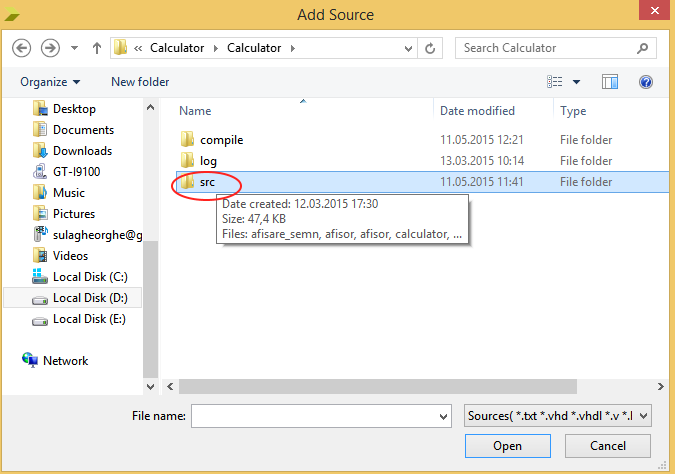 Add Source
« Calculator Calculator
Search Calculator
Organize New folder
Name Date modified Type
Desktop
Documents
Downloads
GT-I9100
Music
Pictures
sulagheorghe@g
Videos
Local Disk (C:)
Local Disk (D:)
Local Disk (E:)
Network
compile 11.05.2015 12:21 File folder
log 13.03.2015 10:14 File folder
src 11.05.2015 11:41 File folder
Date created: 12.03.2015 17:30
Size: 47,4 KB
Files: afisare_semn, afisor, afisor, calculator, ...
File name:
Sources( *.txt *.vhd *.vhdl *.v *.l
Open Cancel